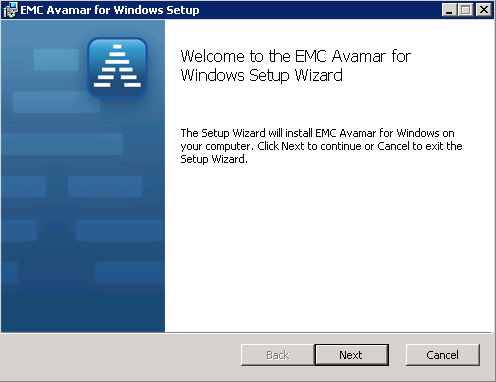 EMC Avamar for Windows Setup
Welcome to the EMC Avamar for
Windows Setup Wizard
The Setup Wizard will install EMC Avamar for Windows on
your computer. Click Next to continue or Cancel to exit the
Setup Wizard.
Back
Next
Cancel